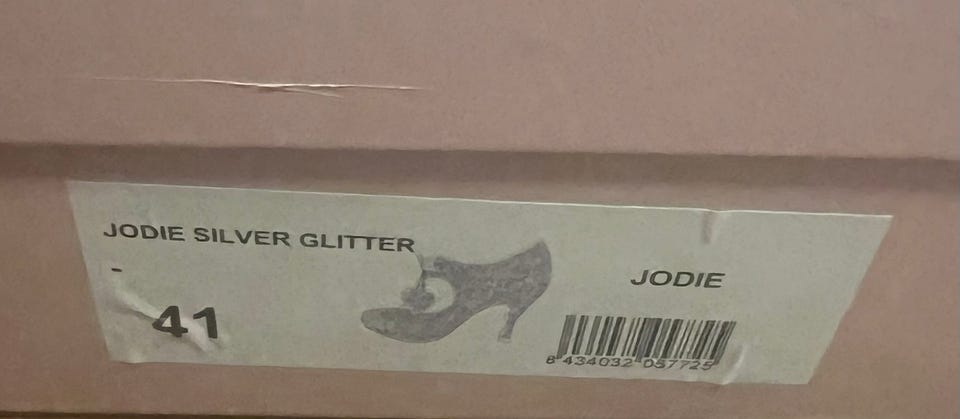 JODIE SILVER GLITTER
-
41
JODIE
8 434032 057725